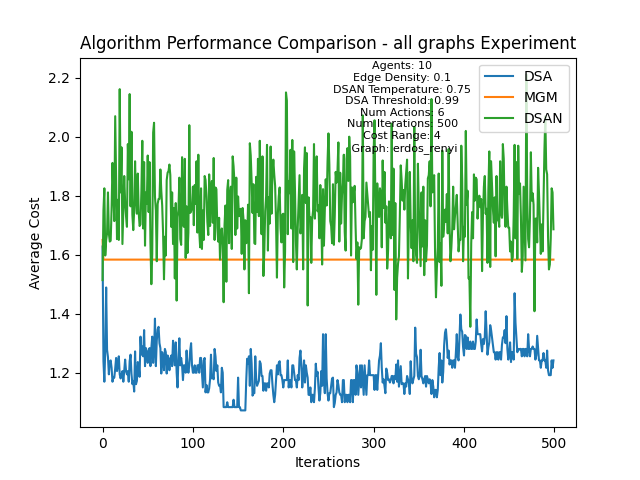 Algorithm Performance Comparison - all graphs Experiment
Agents: 10
Edge Density: 0.1
DSAN Temperature: 0.75
DSA Threshold: 0.99
Num Actions: 6
Num Iterations: 500
Cost Range: 4
Graph: erdos_renyi
DSA
MGM
DSAN
Average Cost
2.2
2.0
1.8
1.6
1.4
1.2
0
100
200
300
400
500
Iterations